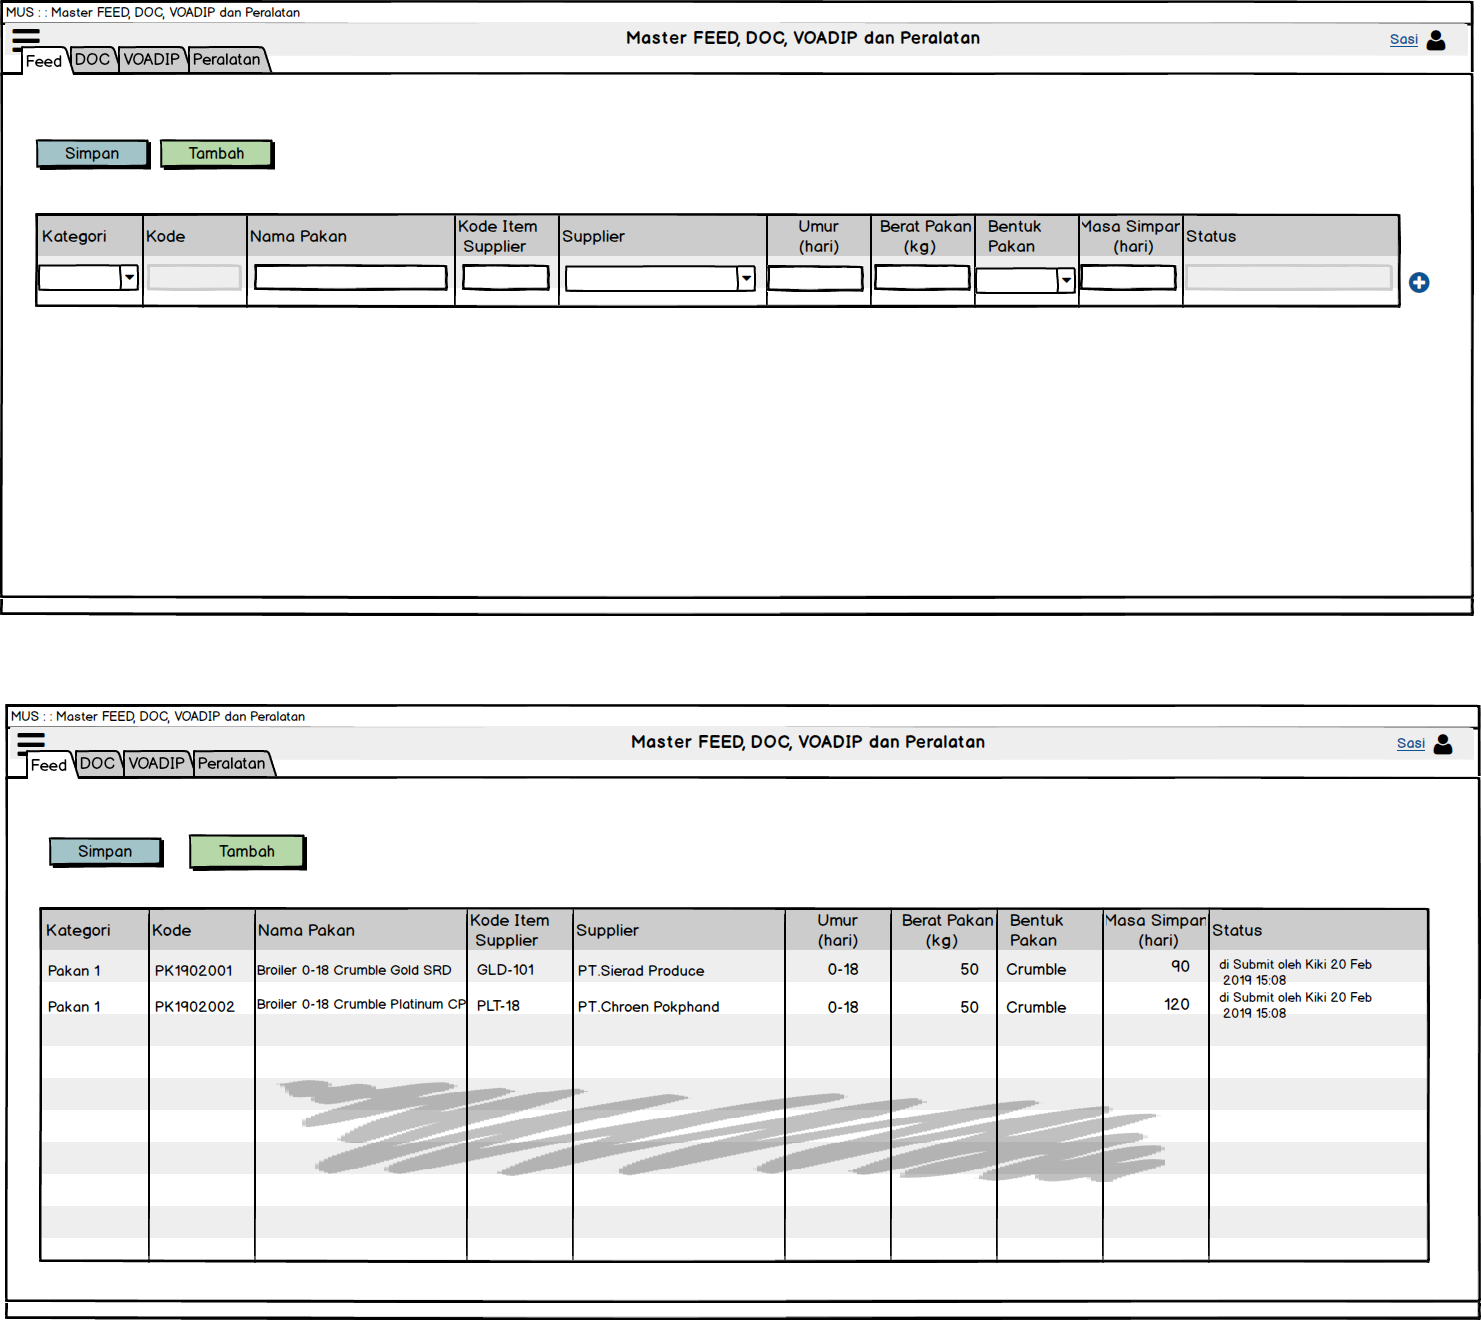 MUS : : Master FEED, DOC, VOADIP dan Peralatan
Master FEED, DOC, VOADIP dan Peralatan
Sasi
Feed DOC VOADIP Peralatan
Simpan Tambah
Kategori Kode Nama Pakan Kode Item Supplier Supplier Umur (hari) Berat Pakan (kg) Bentuk Pakan Masa Simpan (hari) Status
MUS : : Master FEED, DOC, VOADIP dan Peralatan
Master FEED, DOC, VOADIP dan Peralatan
Sasi
Feed DOC VOADIP Peralatan
Simpan Tambah
Kategori Kode Nama Pakan Kode Item Supplier Supplier Umur (hari) Berat Pakan (kg) Bentuk Pakan Masa Simpan (hari) Status
Pakan 1 PK1902001 Broiler 0-18 Crumble Gold SRD GLD-101 PT.Sierad Produce 0-18 50 Crumble 90 di Submit oleh Kiki 20 Feb
2019 15:08
Pakan 1 PK1902002 Broiler 0-18 Crumble Platinum CP PLT-18 PT.Chroen Pokphand 0-18 50 Crumble 120 di Submit oleh Kiki 20 Feb
2019 15:08